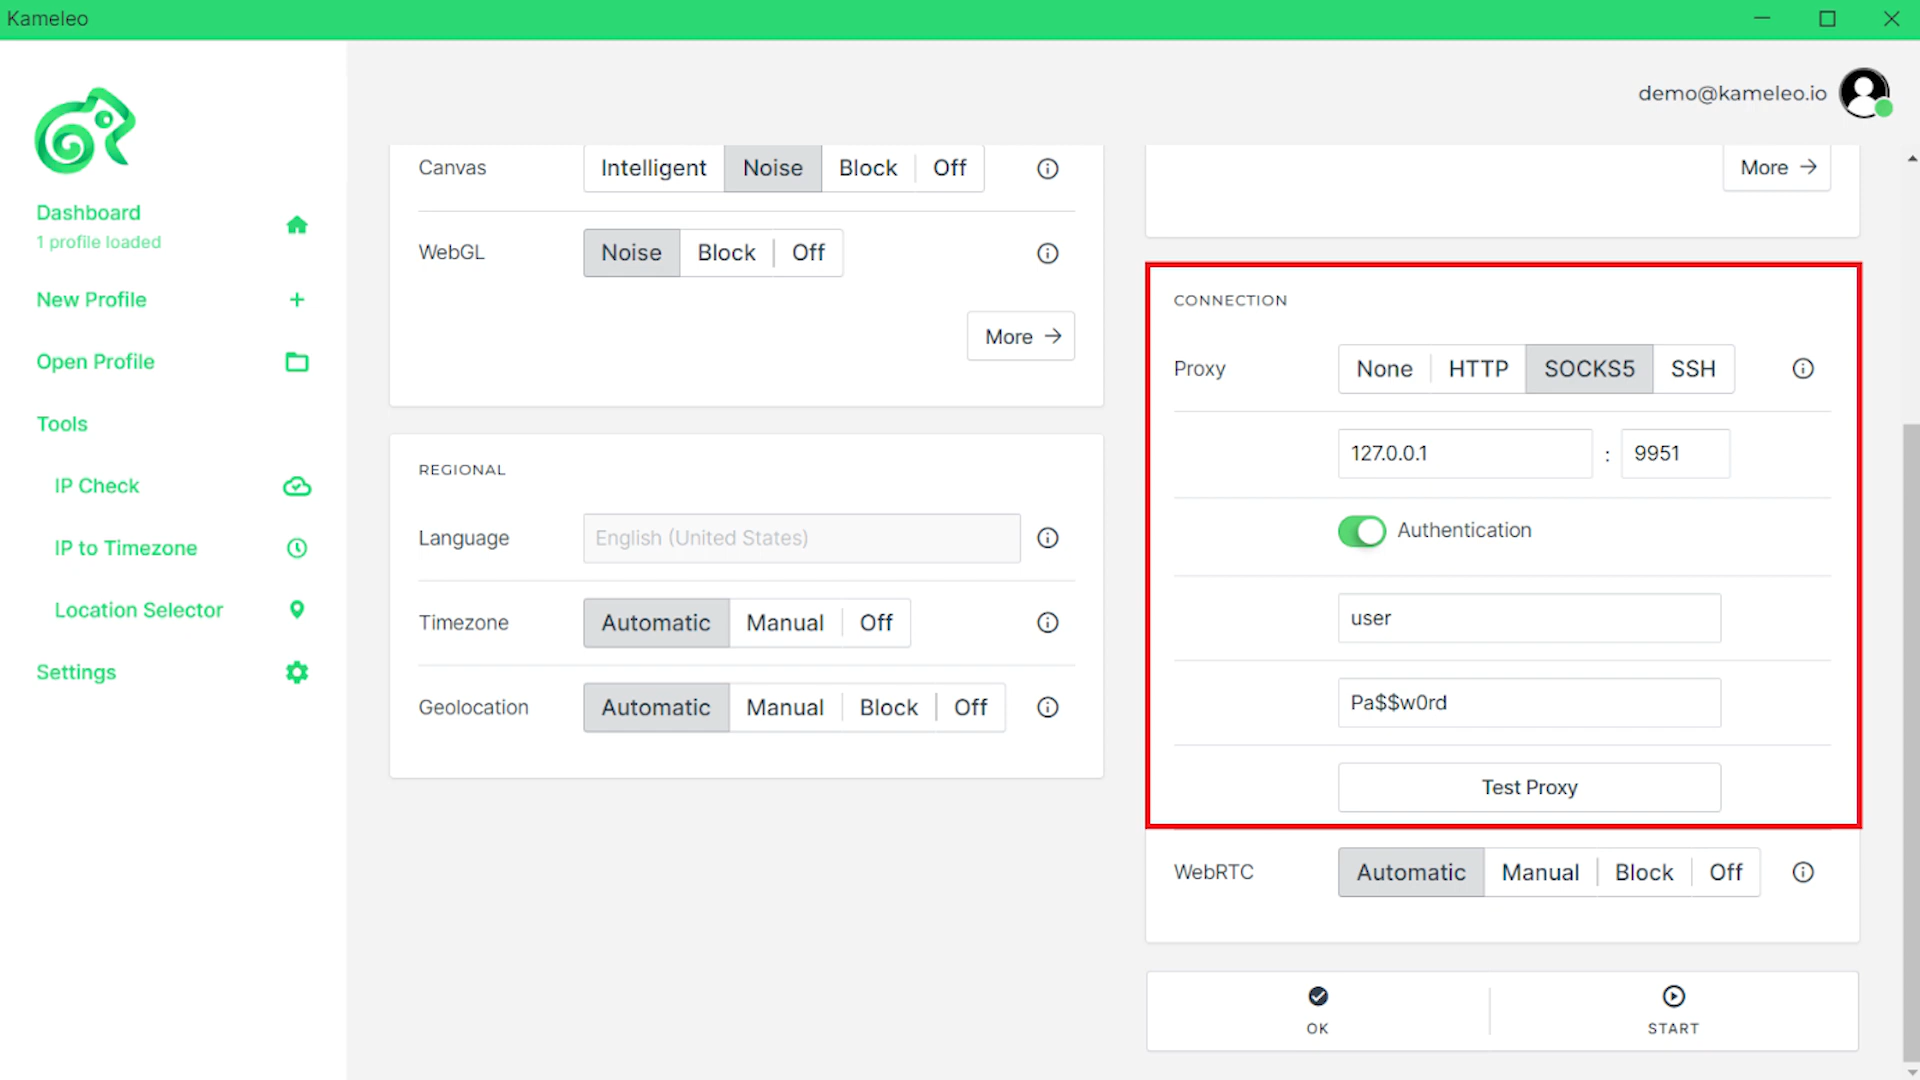 Kameleo
demo@kameleo.io
Dashboard
1 profile loaded
New Profile
Open Profile
Tools
IP Check
IP to Timezone
Location Selector
Settings
Canvas Intelligent Noise Block Off
WebGL Noise Block Off
More →
REGIONAL
Language English (United States)
Timezone Automatic Manual Off
Geolocation Automatic Manual Block Off
More →
CONNECTION
Proxy None HTTP SOCKS5 SSH
127.0.0.1 : 9951
Authentication
user
Pa$$w0rd
Test Proxy
WebRTC Automatic Manual Block Off
OK START